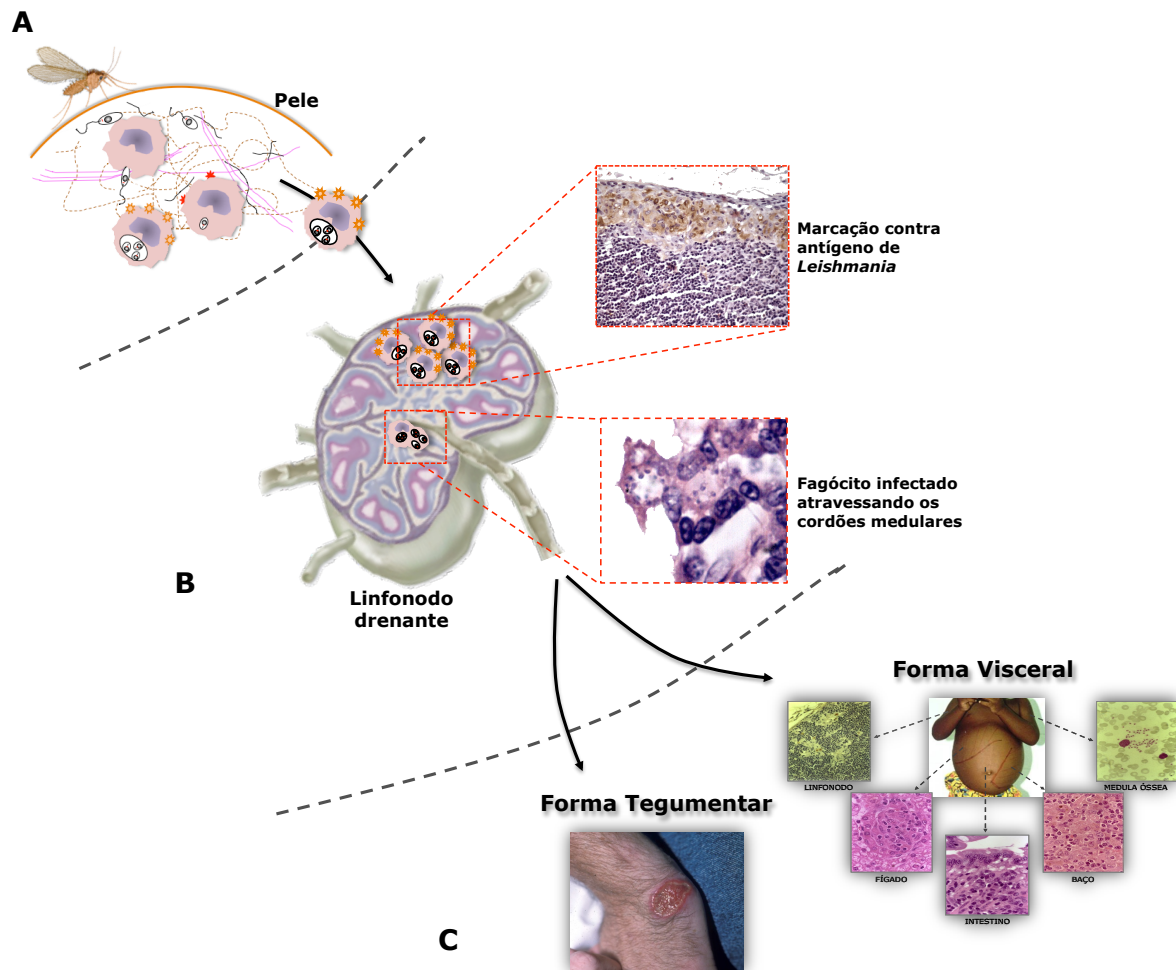 A
Pele
Marcação contra
antígeno de
Leishmania
Fagócito infectado
atravessando os
cordões medulares
B
Linfonodo
drenante
Forma Visceral
LINFONODO
MEDULA ÓSSEA
Forma Tegumentar
FÍGADO
BAÇO
INTESTINO
C